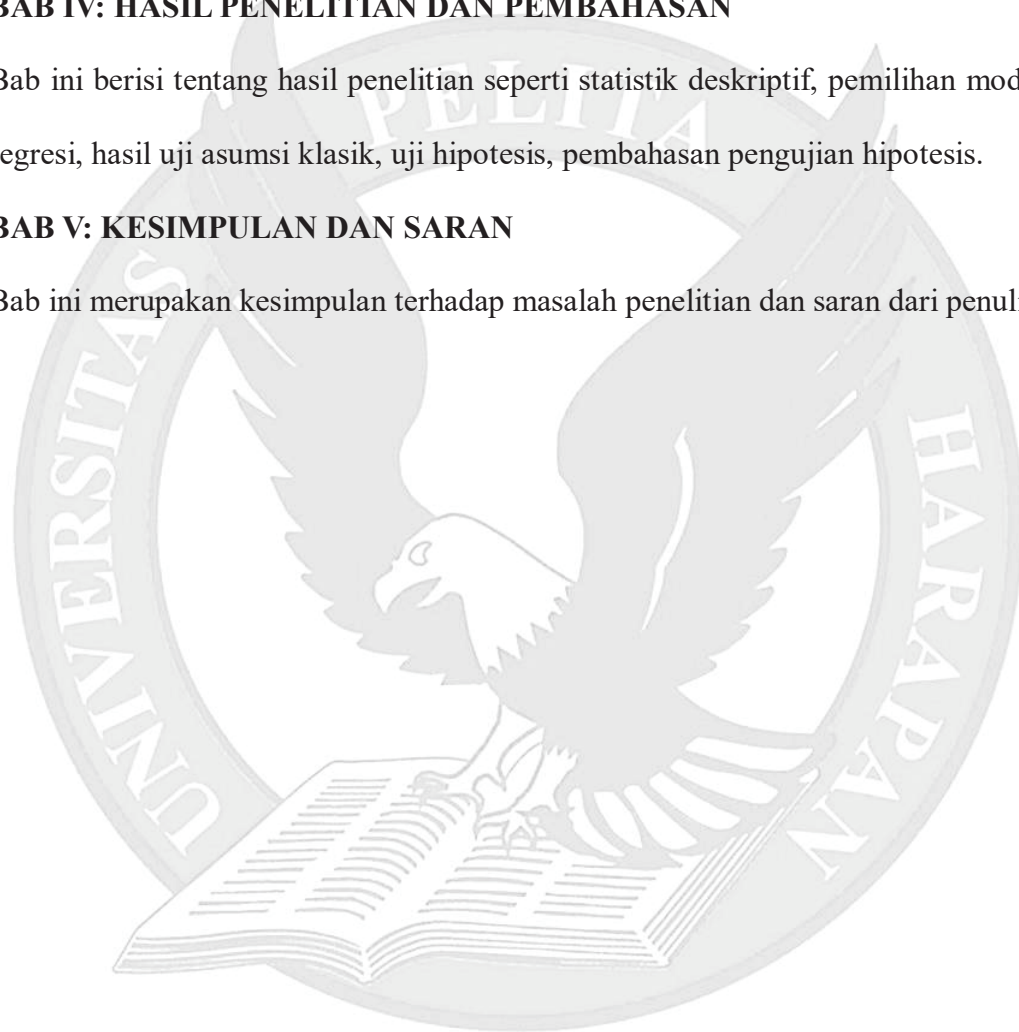 BAB IV: HASIL PENELITIAN DAN PEMBAHASAN
Bab ini berisi tentang hasil penelitian seperti statistik deskriptif, pemilihan mod
egresi, hasil uji asumsi klasik, uji hipotesis, pembahasan pengujian hipotesis.
BAB V: KESIMPULAN DAN SARAN
Bab ini merupakan kesimpulan terhadap masalah penelitian dan saran dari penuli
UNIVERSITAS PELITA HARAPAN